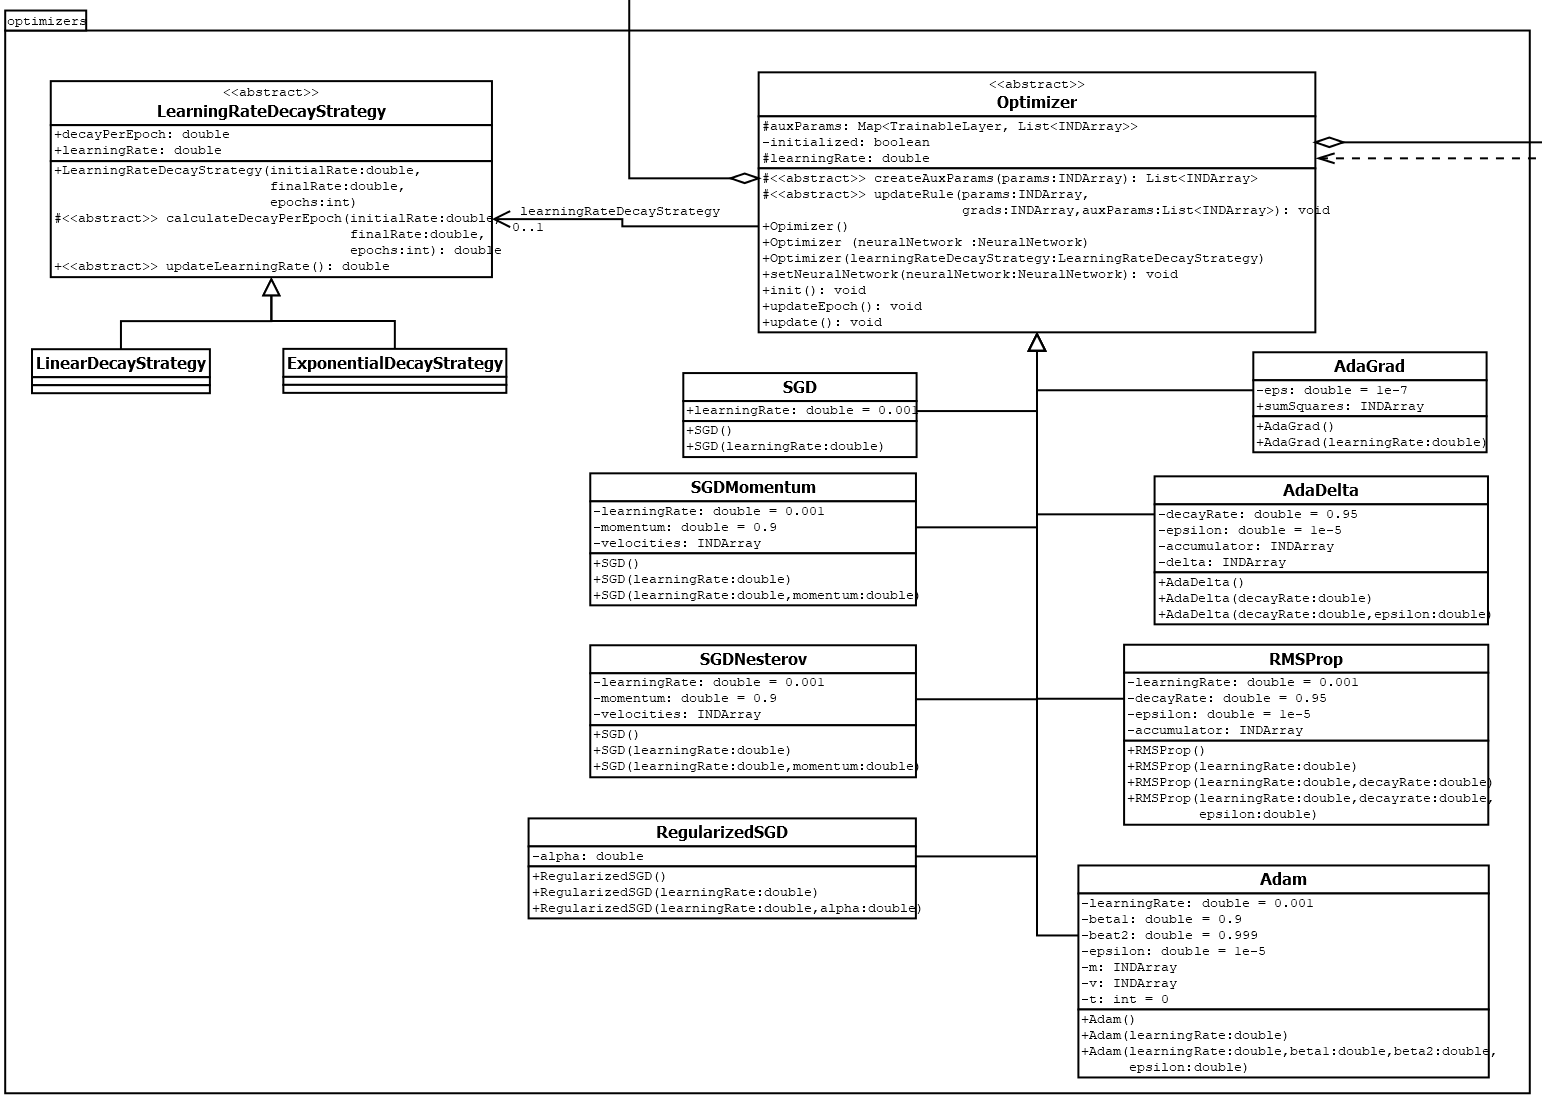 optimizers
<<abstract>>
LearningRateDecayStrategy
+decayPerEpoch: double
+learningRate: double
+LearningRateDecayStrategy(initialRate:double,
finalRate:double,
epochs:int)
#<<abstract>> calculateDecayPerEpoch(initialRate:double,
finalRate:double,
epochs:int): double
+<<abstract>> updateLearningRate(): double
LinearDecayStrategy
ExponentialDecayStrategy
learningRateDecayStrategy
0..1
<<abstract>>
Optimizer
#auxParams: Map<TrainableLayer, List<INDArray>>
-initialized: boolean
#learningRate: double
#<<abstract>> createAuxParams(params:INDArray): List<INDArray>
#<<abstract>> updateRule(params:INDArray,
grads:INDArray,auxParams:List<INDArray>): void
+Opimizer()
+Optimizer (neuralNetwork :NeuralNetwork)
+Optimizer(learningRateDecayStrategy:LearningRateDecayStrategy)
+setNeuralNetwork(neuralNetwork:NeuralNetwork): void
+init(): void
+updateEpoch(): void
+update(): void
SGD
+learningRate: double = 0.001
+SGD()
+SGD(learningRate:double)
SGDMomentum
-learningRate: double = 0.001
-momentum: double = 0.9
-velocities: INDArray
+SGD()
+SGD(learningRate:double)
+SGD(learningRate:double,momentum:double)
SGDNesterov
-learningRate: double = 0.001
-momentum: double = 0.9
-velocities: INDArray
+SGD()
+SGD(learningRate:double)
+SGD(learningRate:double,momentum:double)
RegularizedSGD
-alpha: double
+RegularizedSGD()
+RegularizedSGD(learningRate:double)
+RegularizedSGD(learningRate:double,alpha:double)
AdaGrad
-eps: double = 1e-7
+sumSquares: INDArray
+AdaGrad()
+AdaGrad(learningRate:double)
AdaDelta
-decayRate: double = 0.95
-epsilon: double = 1e-5
-accumulator: INDArray
-delta: INDArray
+AdaDelta()
+AdaDelta(decayRate:double)
+AdaDelta(decayRate:double,epsilon:double)
RMSProp
-learningRate: double = 0.001
-decayRate: double = 0.95
-epsilon: double = 1e-5
-accumulator: INDArray
+RMSProp()
+RMSProp(learningRate:double)
+RMSProp(learningRate:double,decayRate:double)
+RMSProp(learningRate:double,decayrate:double,
epsilon:double)
Adam
-learningRate: double = 0.001
-beta1: double = 0.9
-beat2: double = 0.999
-epsilon: double = 1e-5
-m: INDArray
-v: INDArray
-t: int = 0
+Adam()
+Adam(learningRate:double)
+Adam(learningRate:double,beta1:double,beta2:double,
epsilon:double)